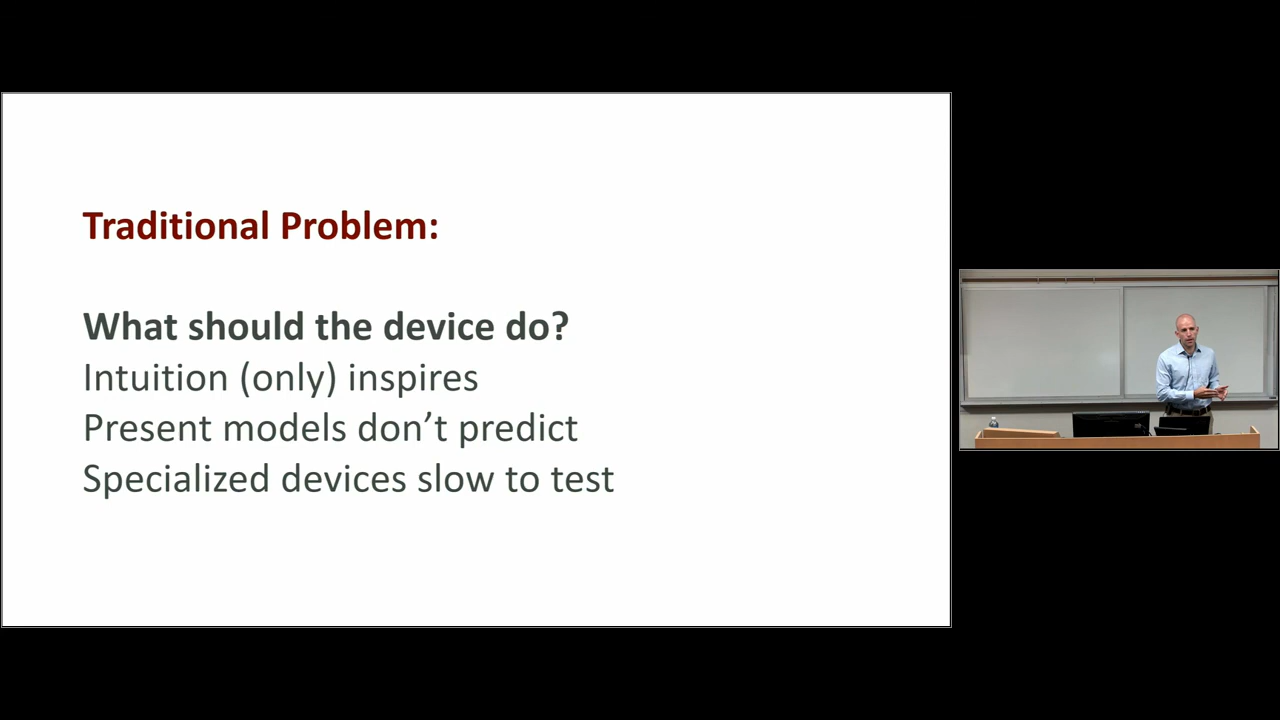 Traditional Problem:
What should the device do?
Intuition (only) inspires
Present models don’t predict
Specialized devices slow to test